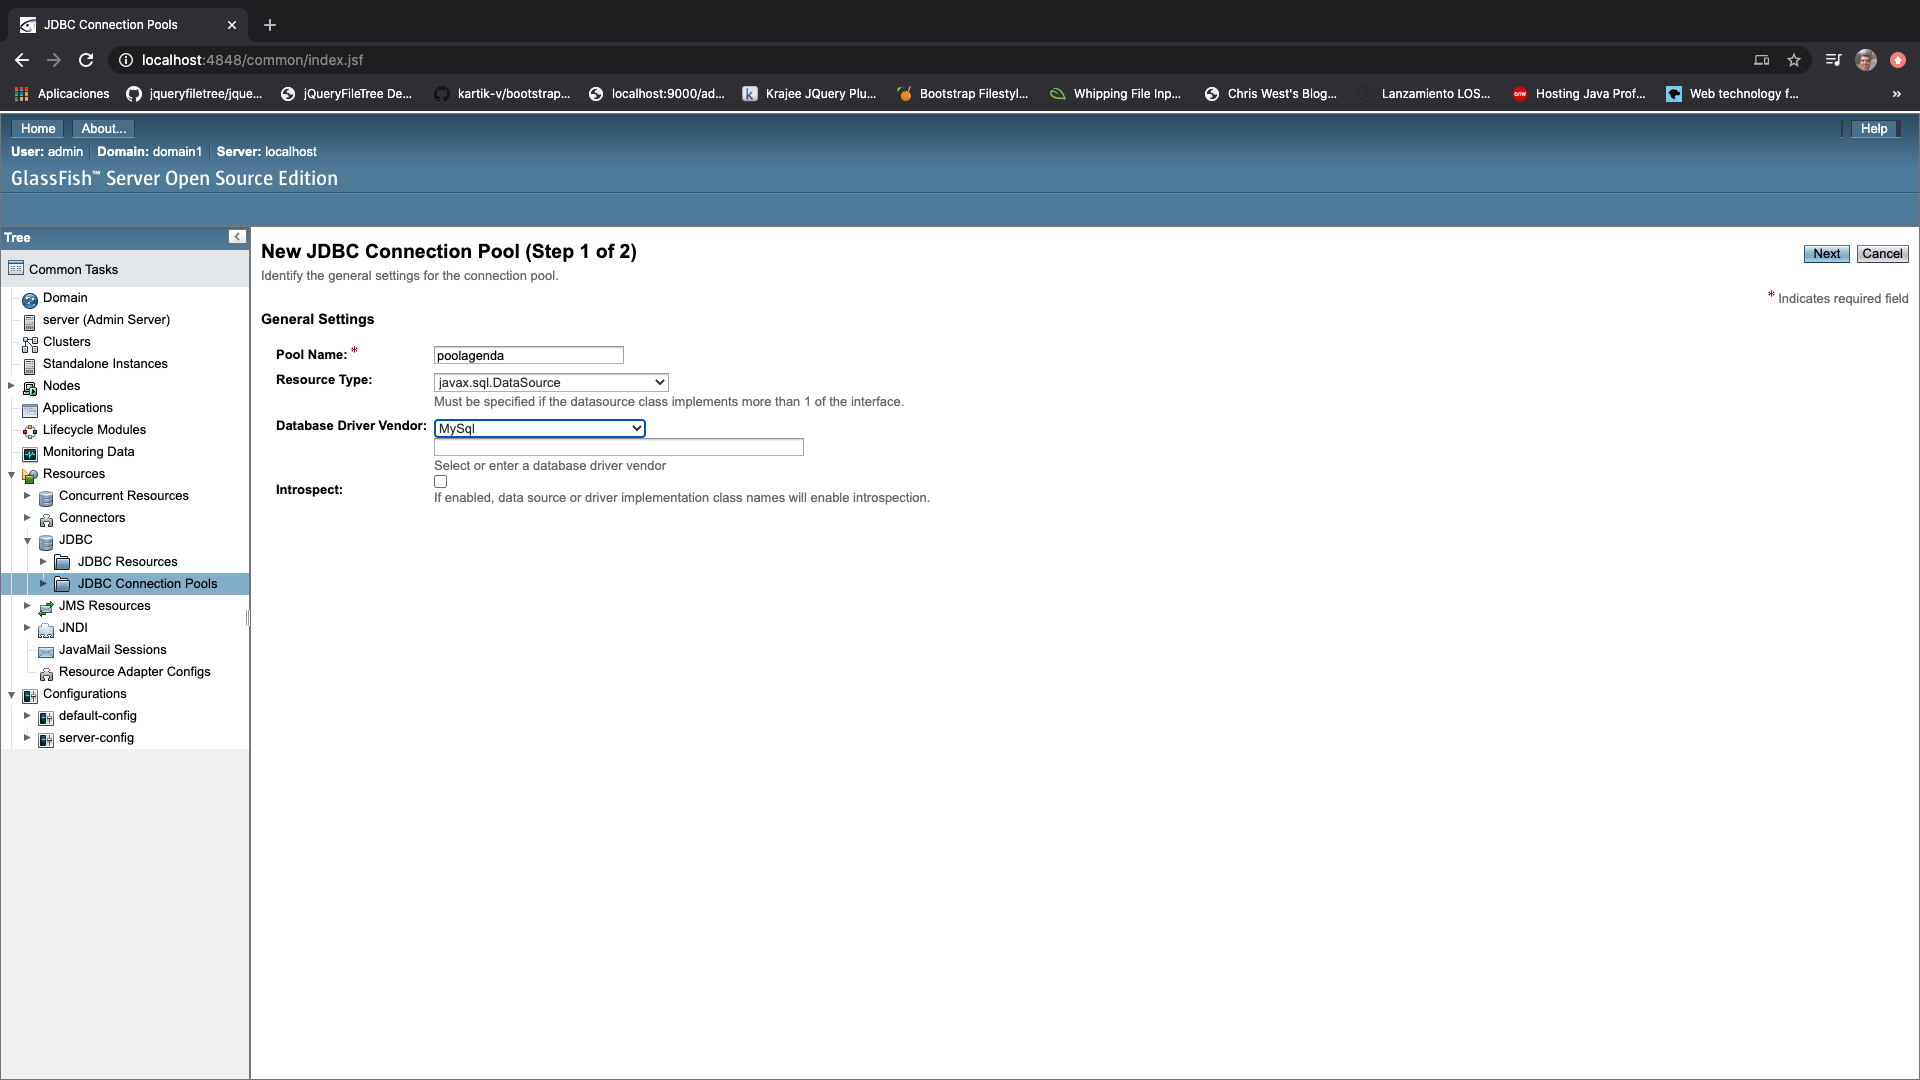 JDBC Connection Pools
localhost:4848/common/index.jsf
Aplicaciones
jqueryfiletree/jque...
jQueryFileTree De...
kartik-v/bootstrap...
localhost:9000/ad...
Krajee JQuery Plu...
Bootstrap Filestyl...
Whipping File Inp...
Chris West's Blog...
Lanzamiento LOS...
Hosting Java Prof...
Web technology f...
»
Home
About...
Help
User: admin
Domain: domain1
Server: localhost
GlassFish™ Server Open Source Edition
Tree
Common Tasks
Domain
server (Admin Server)
Clusters
Standalone Instances
Nodes
Applications
Lifecycle Modules
Monitoring Data
Resources
Concurrent Resources
Connectors
JDBC
JDBC Resources
JDBC Connection Pools
JMS Resources
JNDI
JavaMail Sessions
Resource Adapter Configs
Configurations
default-config
server-config
New JDBC Connection Pool (Step 1 of 2)
Next
Cancel
Identify the general settings for the connection pool.
* Indicates required field
General Settings
Pool Name: *
poolagenda
Resource Type:
javax.sql.DataSource
Must be specified if the datasource class implements more than 1 of the interface.
Database Driver Vendor:
MySql
Select or enter a database driver vendor
Introspect:
If enabled, data source or driver implementation class names will enable introspection.